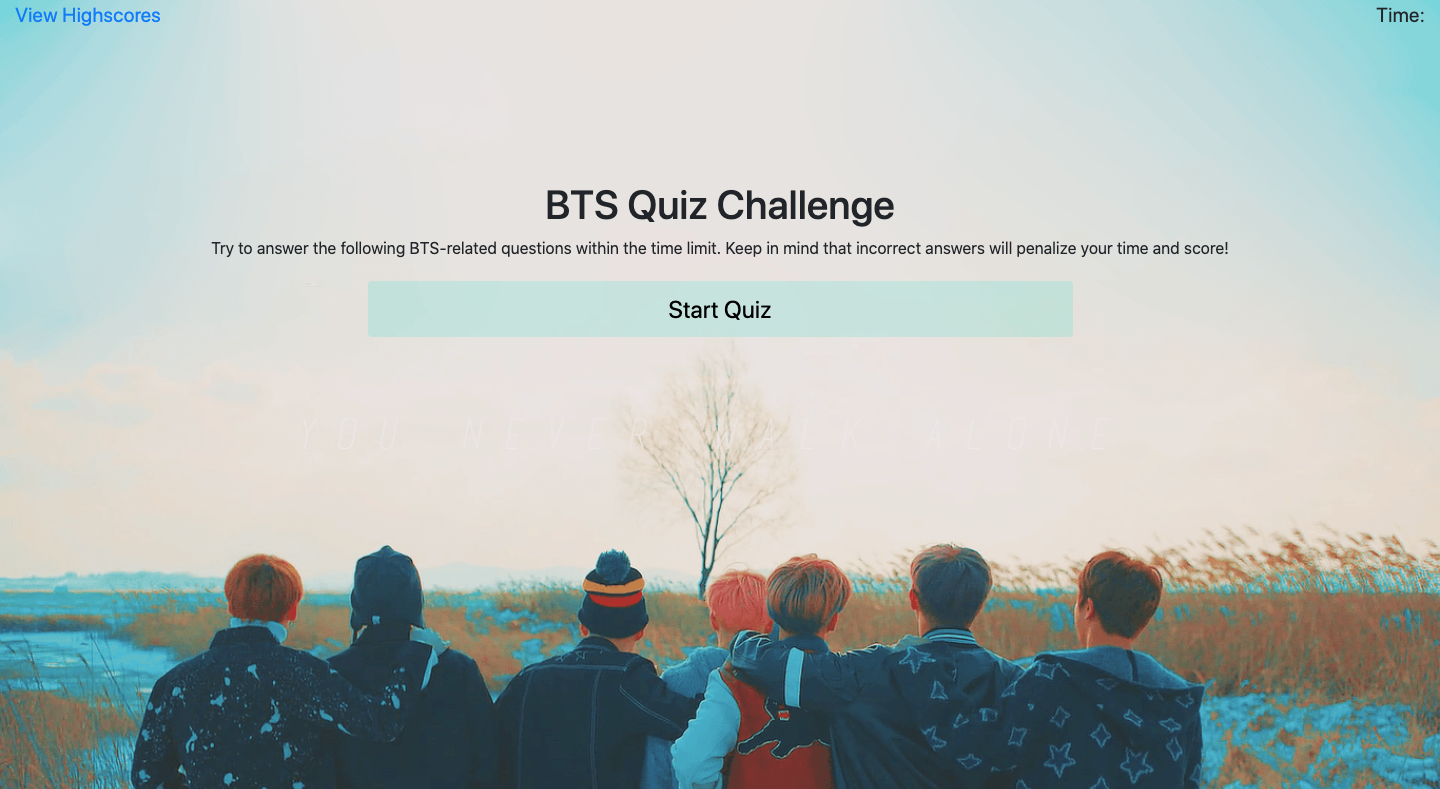 View Highscores
Time:
BTS Quiz Challenge
Try to answer the following BTS-related questions within the time limit. Keep in mind that incorrect answers will penalize your time and score!
Start Quiz
YOU NEVER WALK ALONE